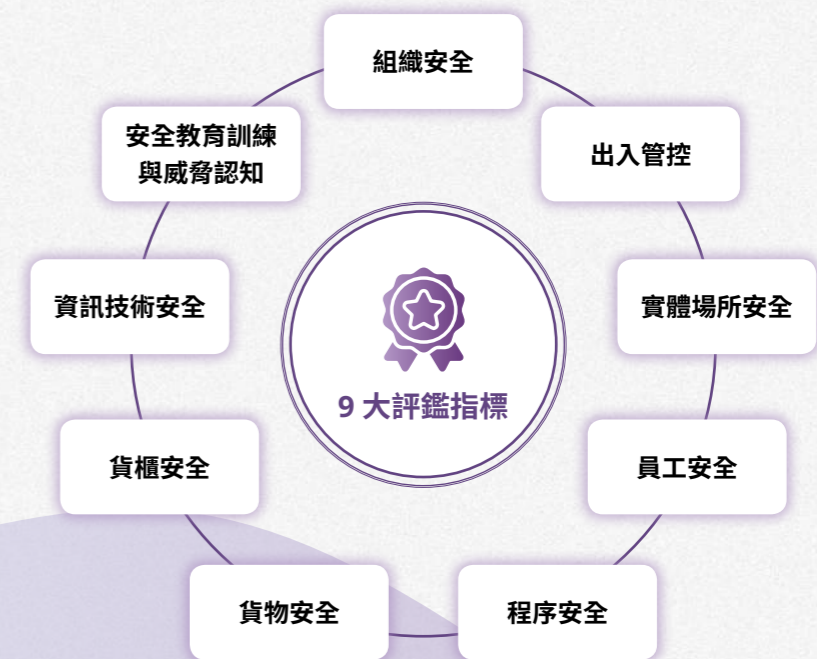 組織安全
出入管控
實體場所安全
員工安全
程序安全
貨物安全
貨櫃安全
資訊技術安全
安全教育訓練
與威脅認知
9 大評鑑指標